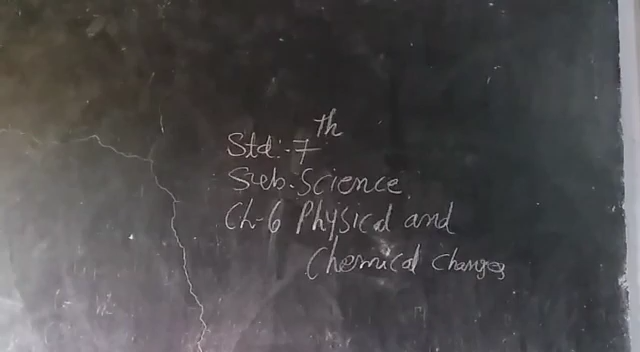 Std:-7th
Sub.Science
Ch-6 Physical and
Chemical changes